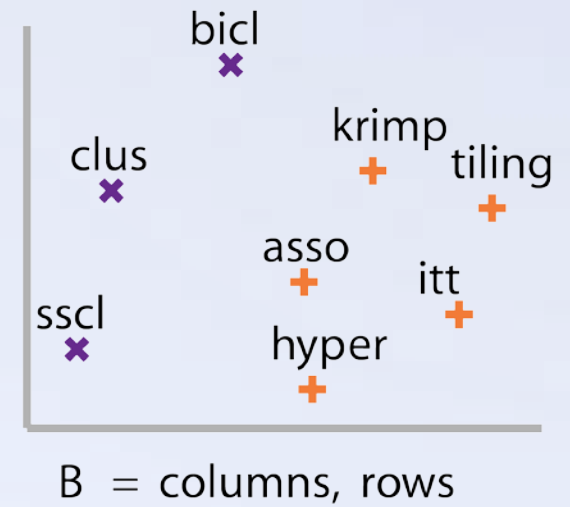 bicl
krimp
clus
tiling
asso
itt
sscl
hyper
B = columns, rows